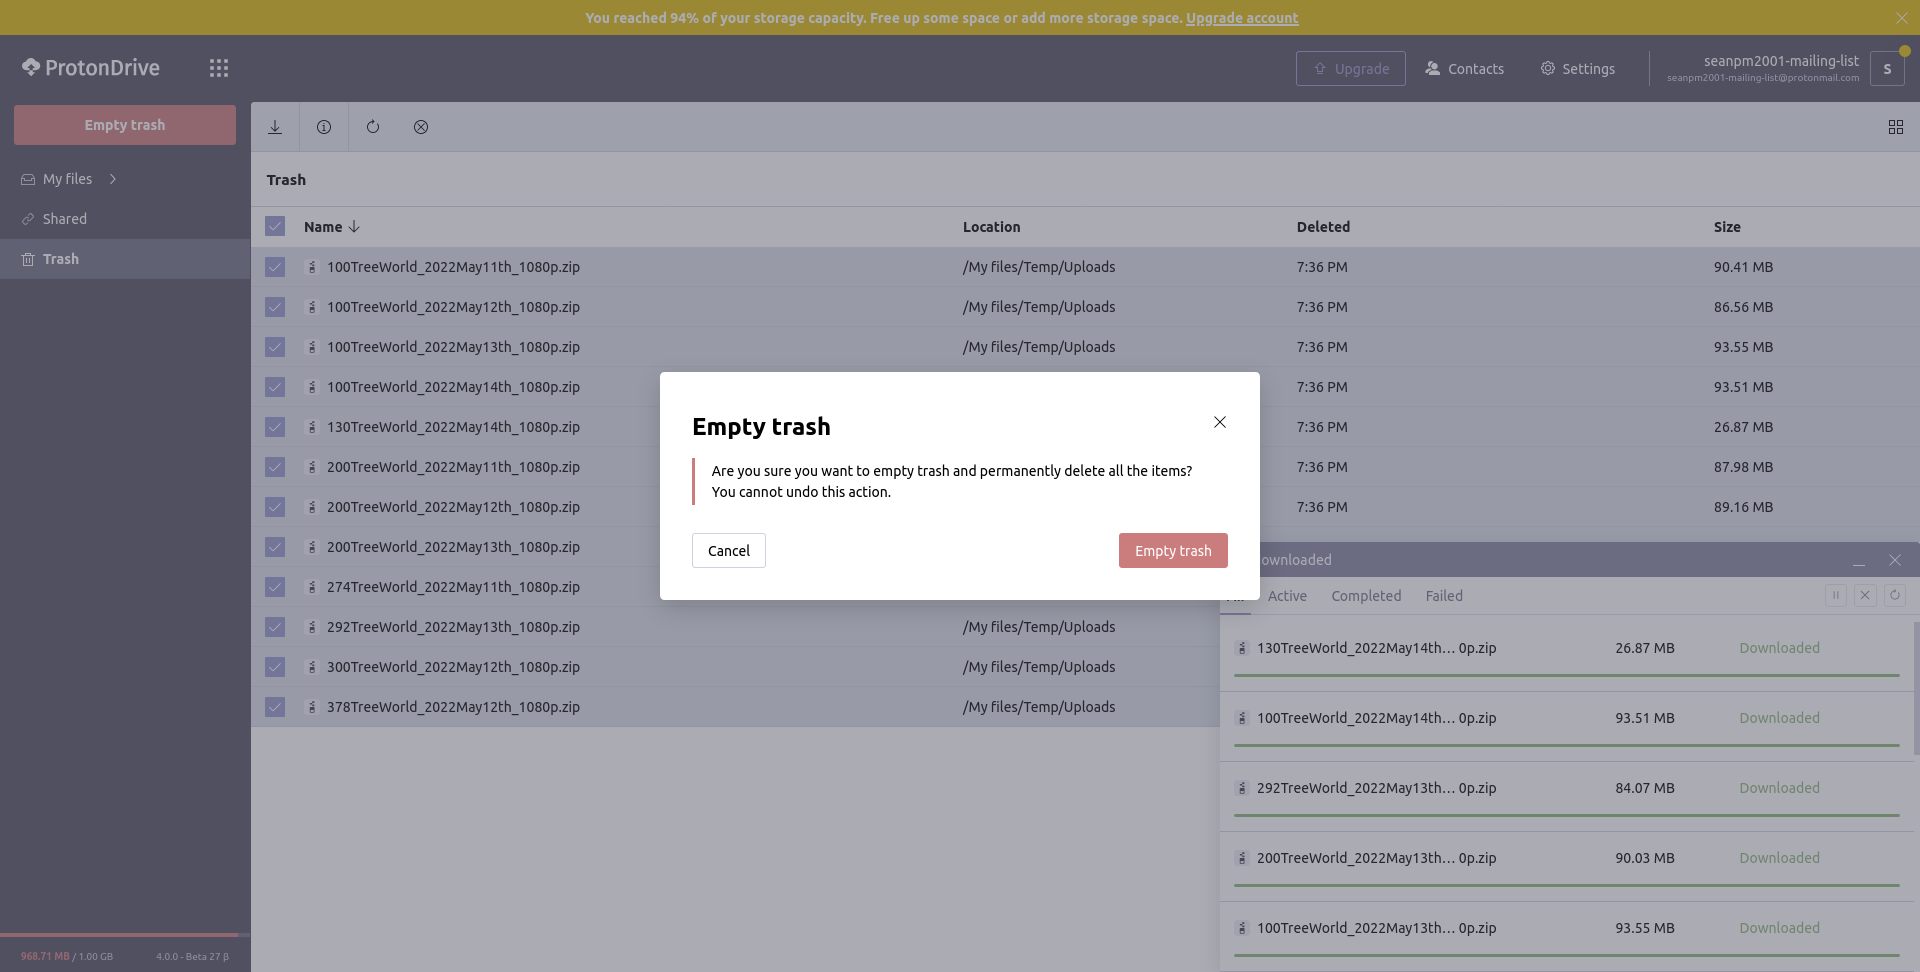 You reached 94% of your storage capacity. Free up some space or add more storage space. Upgrade account
ProtonDrive
Upgrade
Contacts
Settings
seanpm2001-mailing-list
seanpm2001-mailing-list@protonmail.com
S
Empty trash
My files
Shared
Trash
Trash
Name Location Deleted Size
100TreeWorld_2022May11th_1080p.zip /My files/Temp/Uploads 7:36 PM 90.41 MB
100TreeWorld_2022May12th_1080p.zip /My files/Temp/Uploads 7:36 PM 86.56 MB
100TreeWorld_2022May13th_1080p.zip /My files/Temp/Uploads 7:36 PM 93.55 MB
100TreeWorld_2022May14th_1080p.zip 7:36 PM 93.51 MB
130TreeWorld_2022May14th_1080p.zip 7:36 PM 26.87 MB
200TreeWorld_2022May11th_1080p.zip 7:36 PM 87.98 MB
200TreeWorld_2022May12th_1080p.zip 7:36 PM 89.16 MB
200TreeWorld_2022May13th_1080p.zip
274TreeWorld_2022May11th_1080p.zip
292TreeWorld_2022May13th_1080p.zip /My files/Temp/Uploads
300TreeWorld_2022May12th_1080p.zip /My files/Temp/Uploads
378TreeWorld_2022May12th_1080p.zip /My files/Temp/Uploads
Empty trash
Are you sure you want to empty trash and permanently delete all the items?
You cannot undo this action.
Cancel
Empty trash
ownloaded
Active Completed Failed
130TreeWorld_2022May14th… 0p.zip 26.87 MB Downloaded
100TreeWorld_2022May14th… 0p.zip 93.51 MB Downloaded
292TreeWorld_2022May13th… 0p.zip 84.07 MB Downloaded
200TreeWorld_2022May13th… 0p.zip 90.03 MB Downloaded
100TreeWorld_2022May13th… 0p.zip 93.55 MB Downloaded
968.71 MB / 1.00 GB 4.0.0 - Beta 27 β